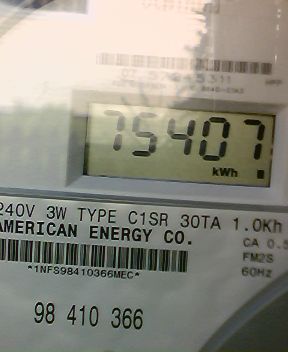 75407
kWh
240V 3W TYPE C1SR 30TA 1.0Kh
AMERICAN ENERGY CO.
CA 0.5
FM2S
60Hz
*1NFS98410366MEC*
98 410 366